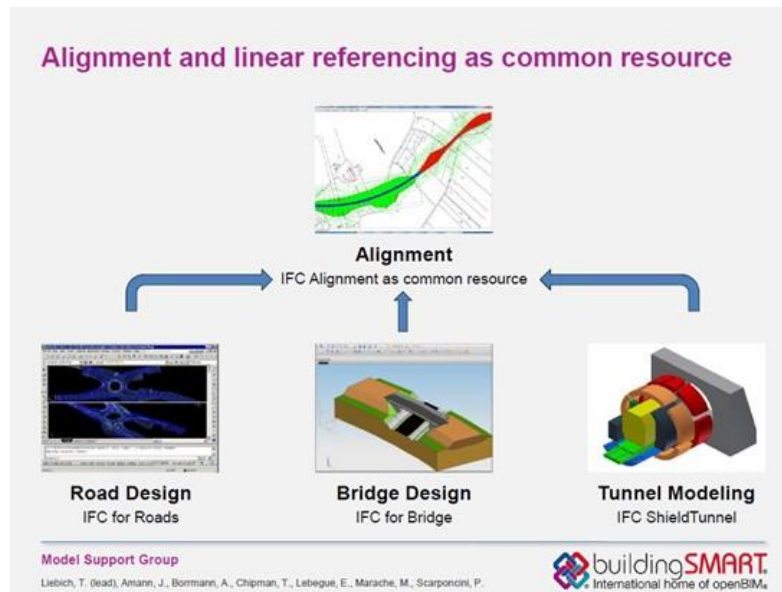 Alignment and linear referencing as common resource
Alignment
IFC Alignment as common resource
Road Design
IFC for Roads
Bridge Design
IFC for Bridge
Tunnel Modeling
IFC ShieldTunnel
Model Support Group
Liebich, T. (lead), Amann, J., Borrmann, A., Chipman, T., Lebegue, E., Marache, M., Scarponcini, P.
buildingSMART.
International home of openBIM®